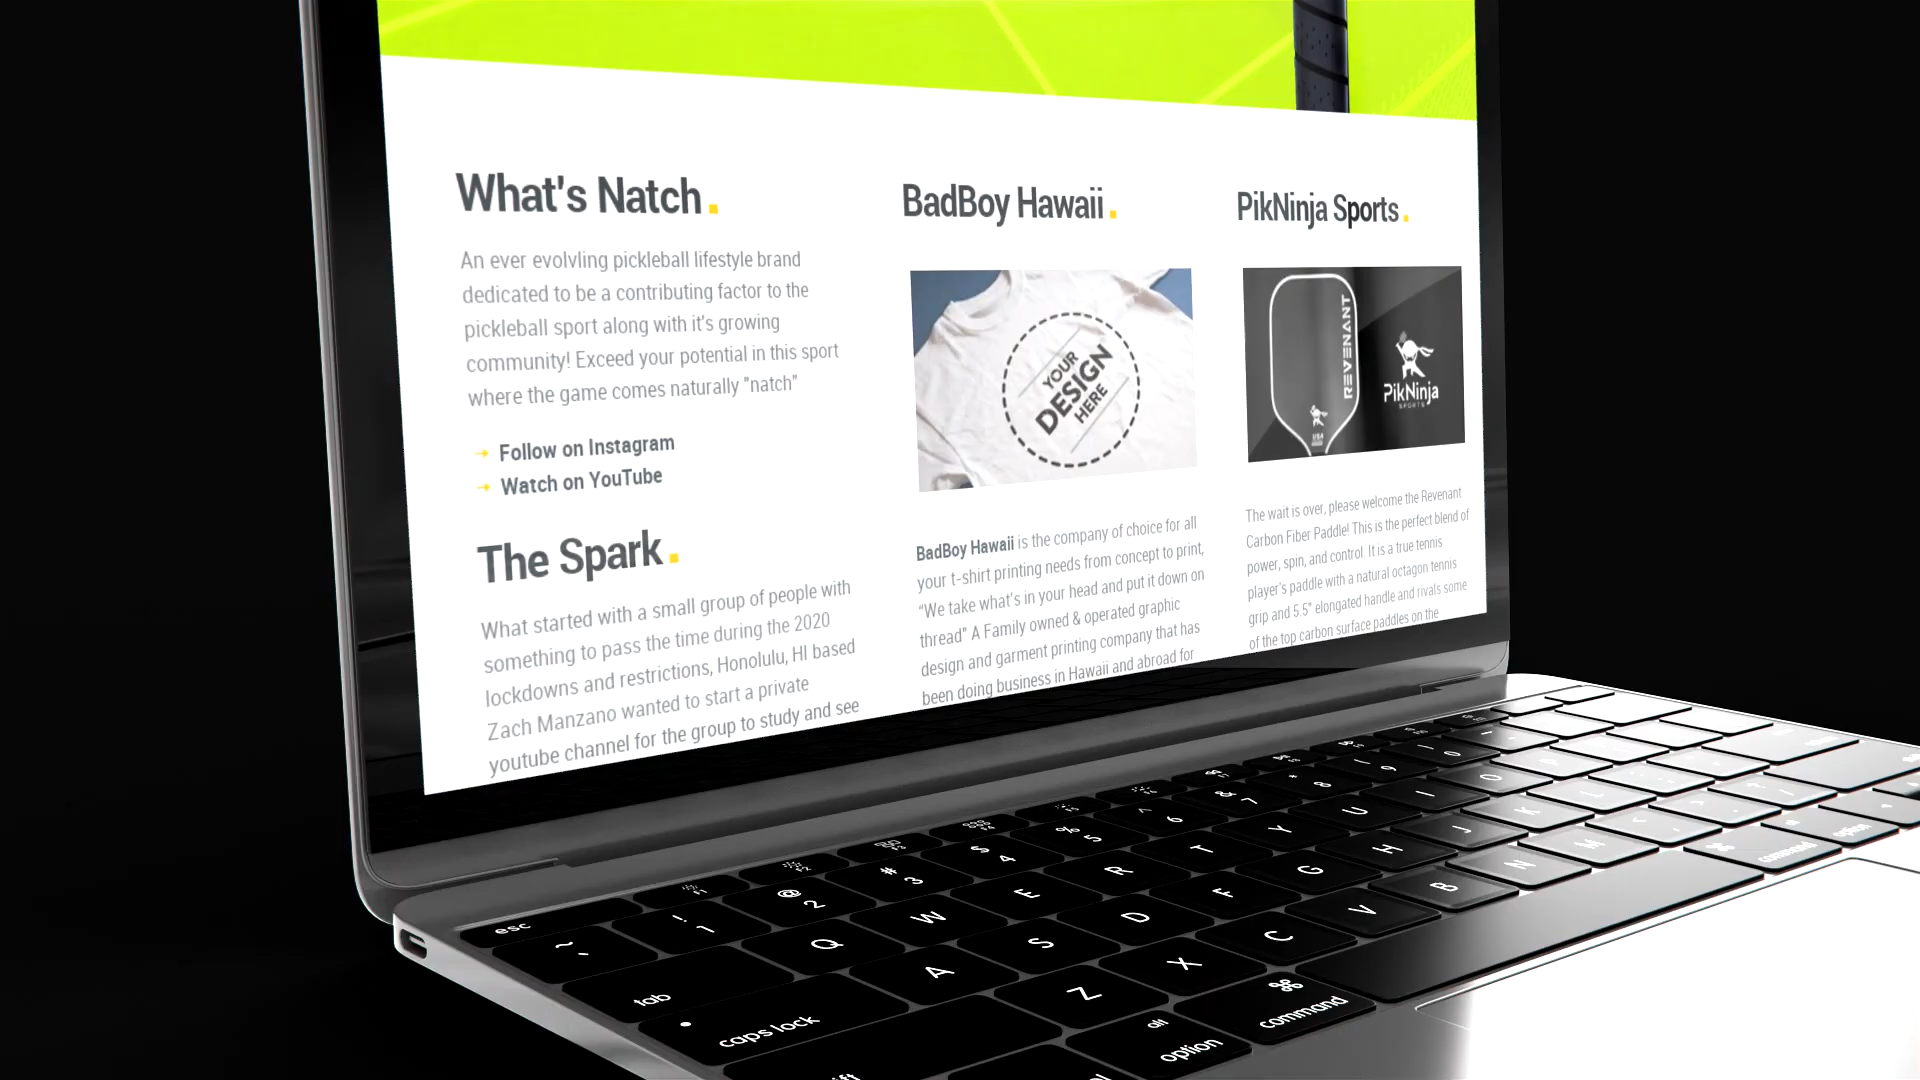 What's Natch.
An ever evolvling pickleball lifestyle brand
dedicated to be a contributing factor to the
pickleball sport along with it's growing
community! Exceed your potential in this sport
where the game comes naturally "natch"
→ Follow on Instagram
→ Watch on YouTube
The Spark.
What started with a small group of people with
something to pass the time during the 2020
lockdowns and restrictions, Honolulu, HI based
Zach Manzano wanted to start a private
youtube channel for the group to study and see
BadBoy Hawaii.
YOUR
DESIGN
HERE
BadBoy Hawaii is the company of choice for all
your t-shirt printing needs from concept to print,
“We take what's in your head and put it down on
thread” A Family owned & operated graphic
design and garment printing company that has
been doing business in Hawaii and abroad for
PikNinja Sports.
REVENANT
USA
PikNinja
SPORTS
The wait is over, please welcome the Revenant
Carbon Fiber Paddle! This is the perfect blend of
power, spin, and control. It is a true tennis
player's paddle with a natural octagon tennis
grip and 5.5" elongated handle and rivals some
of the top carbon surface paddles on the
esc
~ ` ! 1 @ 2 # 3 $ 4 % 5 ^ 6 & 7 * 8 ( 9
tab Q W E R T Y U I O
caps lock A S D F G H J K L
Z X C V B N M
alt option ⌘ command ⌘ command option